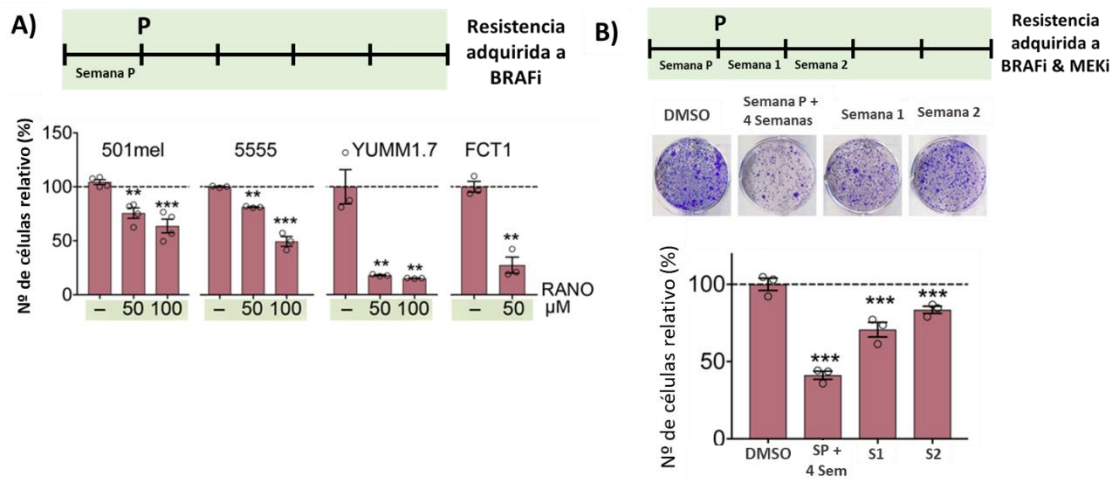 A)
P
Semana P
Resistencia
adquirida a
BRAFi
Nº de células relativo (%)
150
100
50
0
501mel
5555
YUMM1.7
FCT1
**
***
**
***
**
**
**
– 50 100
– 50 100
– 50 100
– 50
RANO
µM
B)
P
Semana P
Semana 1
Semana 2
Resistencia
adquirida a
BRAFi & MEKi
DMSO
Semana P +
4 Semanas
Semana 1
Semana 2
Nº de células relativo (%)
100
50
0
***
***
***
DMSO
SP +
4 Sem
S1
S2